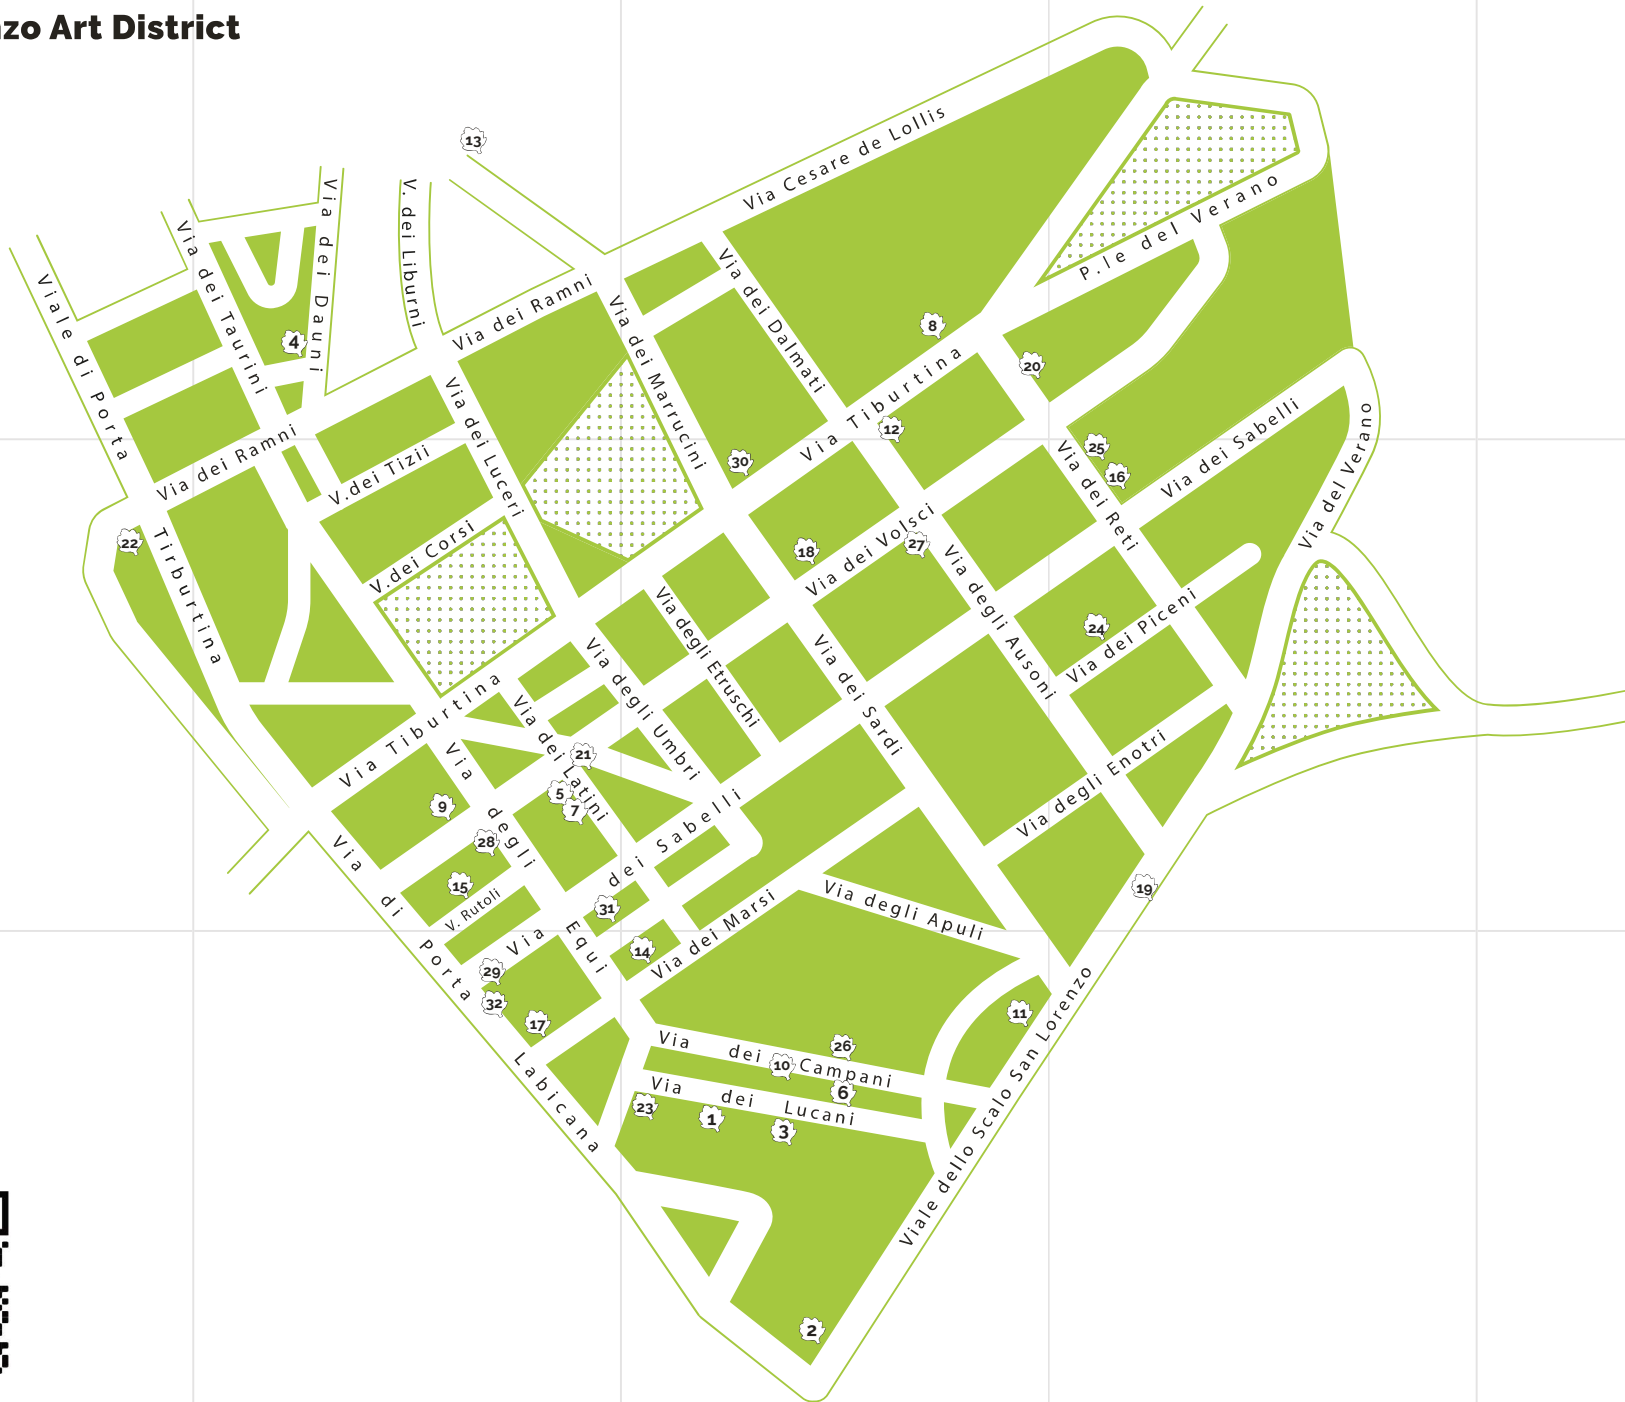 zo Art District
13
Via Cesare de Lollis
V. dei Liburni
Via dei Dauni
Via dei Taurini
P.le del Verano
Viale di Porta
Tirburtina
4
Via dei Ramni
Via dei Marrucini
Via dei Dalmati
8
20
Via Tiburtina
12
Via dei Luceri
Via dei Ramni
V.dei Tizii
30
25
16
Via dei Sabelli
Via del Verano
Via dei Reti
22
V.dei Corsi
18
Via dei Volsci
27
Via degli Ausoni
24
Via dei Piceni
Via degli Etruschi
Via degli Umbri
Via dei Sardi
Via Tiburtina
Via dei Latini
21
5
7
9
Via degli Equi
28
15
V. Rutoli
Via dei Sabelli
Via degli Enotri
Via di Porta Labicana
31
14
Via dei Marsi
Via degli Apuli
19
29
32
17
11
Via dei Campani
26
10
6
Via dei Lucani
23
1
3
Viale dello Scalo San Lorenzo
2